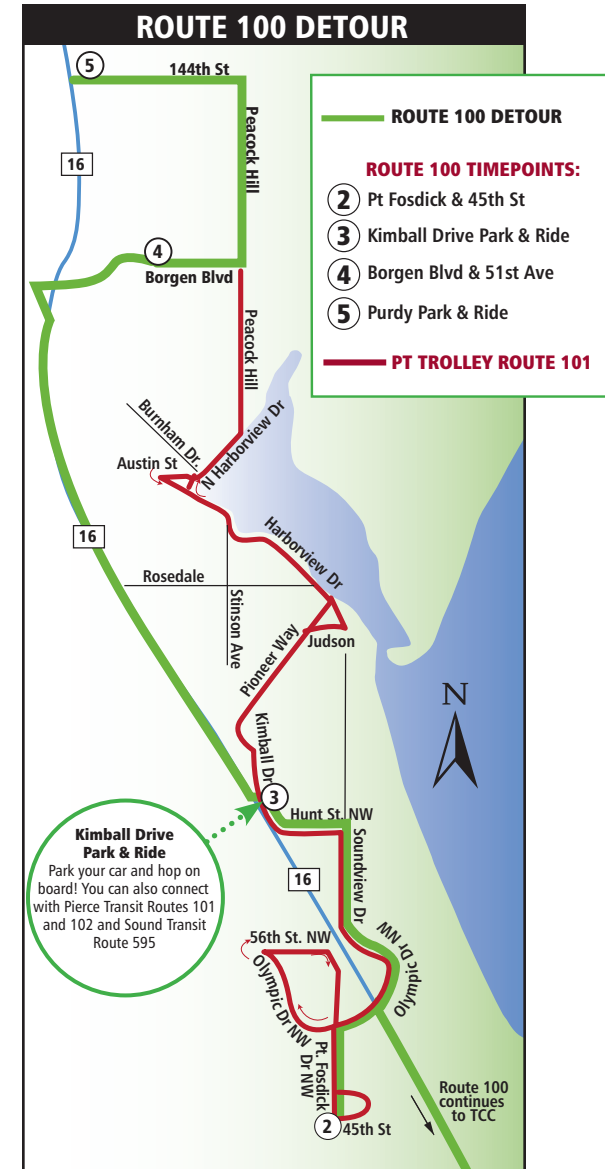 ROUTE 100 DETOUR
5
144th St
Peacock Hill
16
4
Borgen Blvd
ROUTE 100 DETOUR
ROUTE 100 TIMEPOINTS:
2 Pt Fosdick & 45th St
3 Kimball Drive Park & Ride
4 Borgen Blvd & 51st Ave
5 Purdy Park & Ride
PT TROLLEY ROUTE 101
Peacock Hill
Burnham Dr.
N Harborview Dr
Austin St
16
Harborview Dr
Rosedale
Stinson Ave
Judson
Pioneer Way
N
Kimball Dr
3
Hunt St. NW
Kimball Drive
Park & Ride
Park your car and hop on
board! You can also connect
with Pierce Transit Routes 101
and 102 and Sound Transit
Route 595
Soundview Dr
16
56th St. NW
Olympic Dr NW
Olympic Dr NW
Pt. Fosdick
Dr NW
2
45th St
Route 100
continues
to TCC